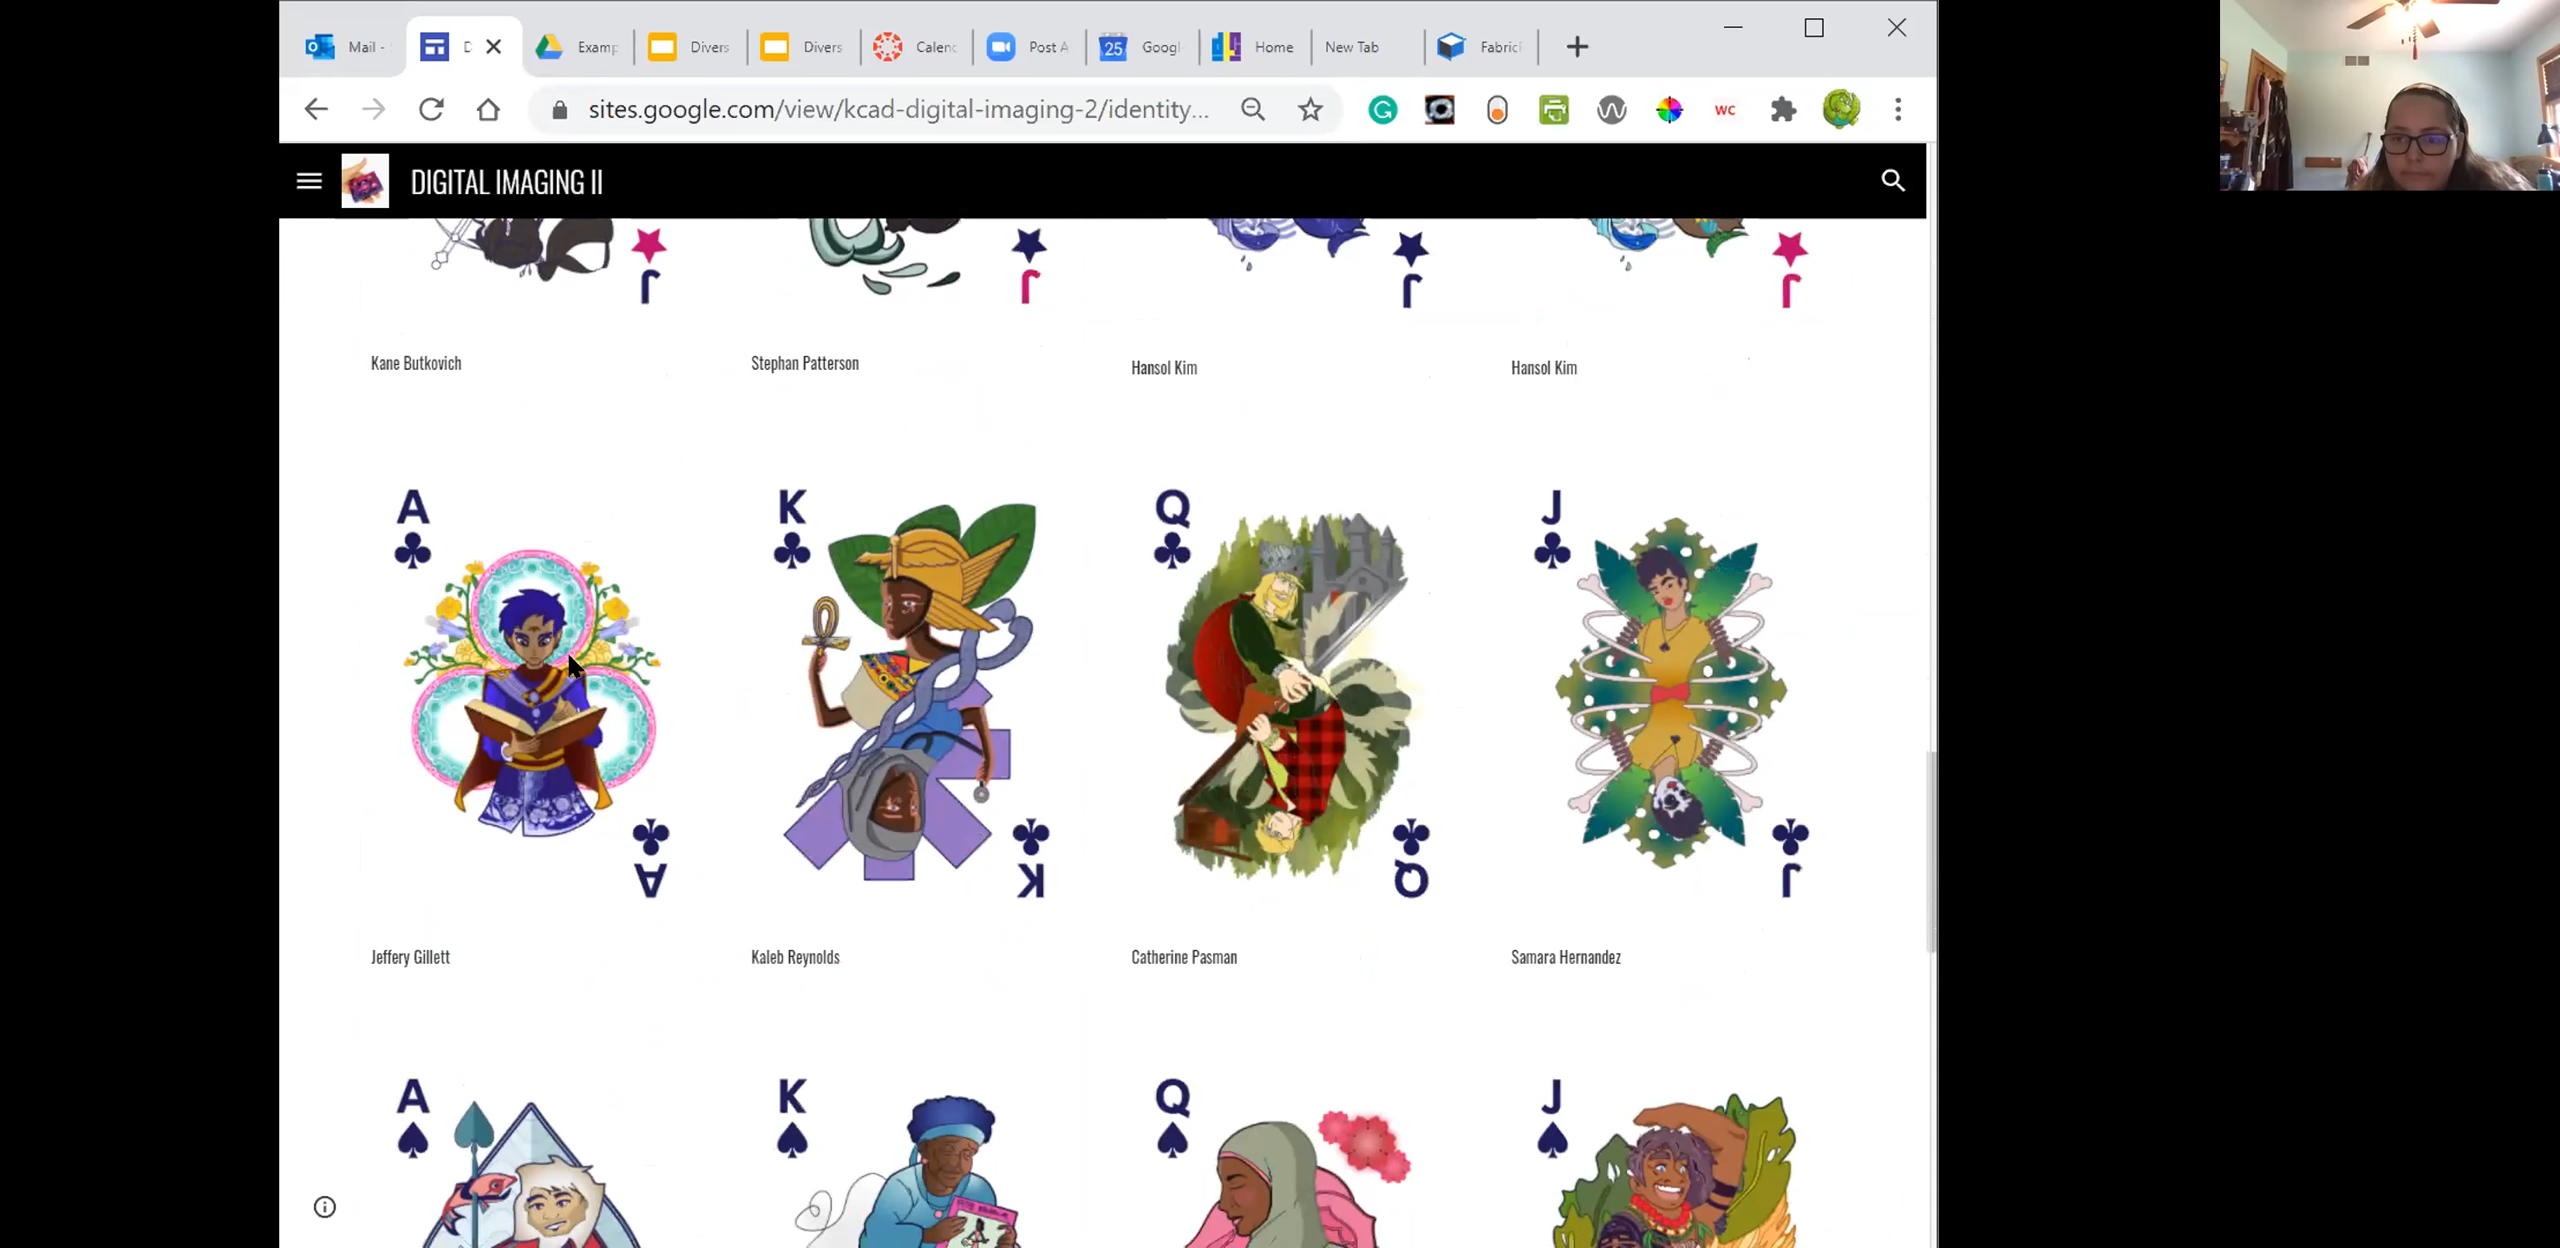 Mail -
D
Examp
Divers
Divers
Calenc
Post A
25
Googl
Home
New Tab
Fabric
sites.google.com/view/kcad-digital-imaging-2/identity...
WC
DIGITAL IMAGING II
J
J
J
J
Kane Butkovich
Stephan Patterson
Hansol Kim
Hansol Kim
A
K
Q
J
A
K
Q
J
Jeffery Gillett
Kaleb Reynolds
Catherine Pasman
Samara Hernandez
A
K
Q
J